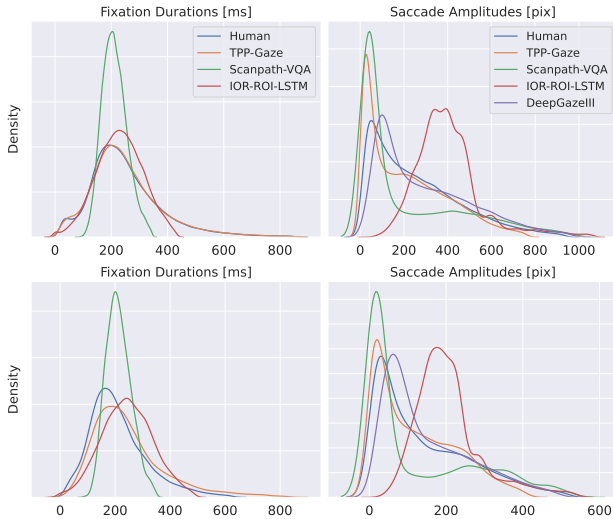 Fixation Durations [ms]
Saccade Amplitudes [pix]
Density
Human
TPP-Gaze
Scanpath-VQA
IOR-ROI-LSTM
Human
TPP-Gaze
Scanpath-VQA
IOR-ROI-LSTM
DeepGazeIII
0 200 400 600 800
0 200 400 600 800 1000
Fixation Durations [ms]
Saccade Amplitudes [pix]
Density
0 200 400 600 800
0 200 400 600